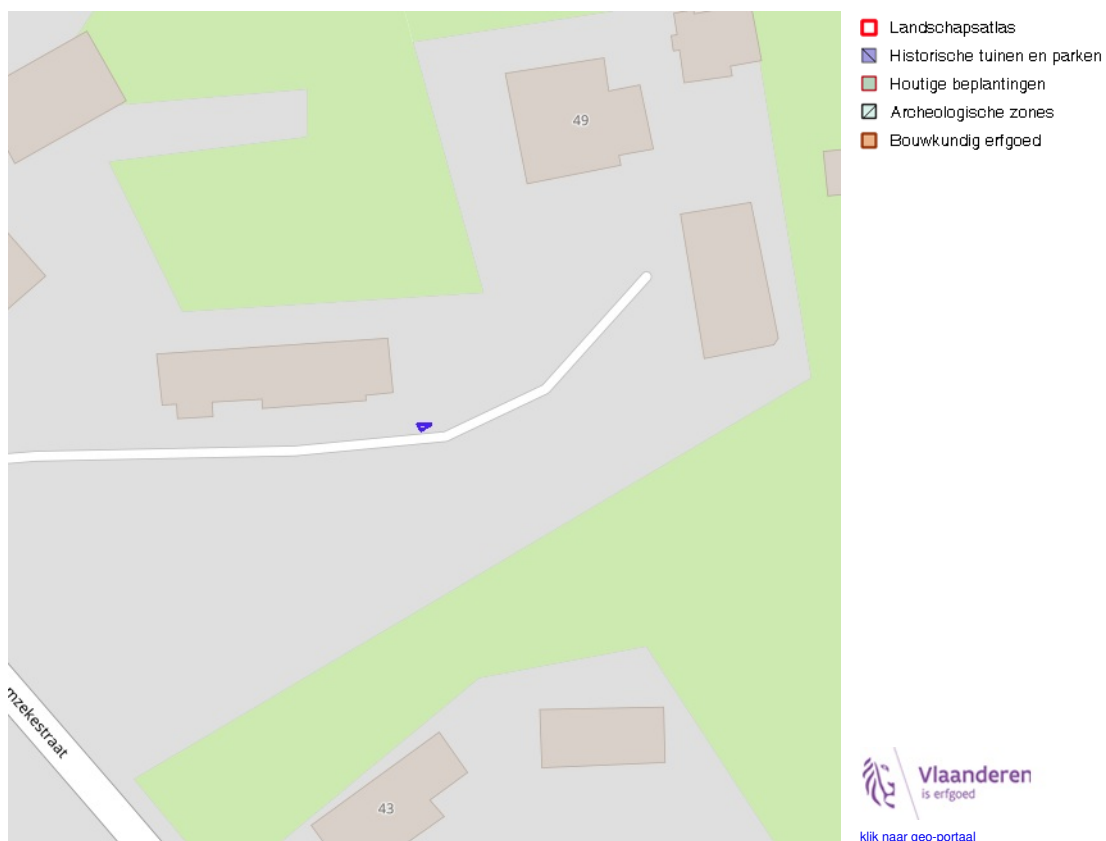 49
mzekestraat
43
Landschapsatlas
Historische tuinen en parken
Houtige beplantingen
Archeologische zones
Bouwkundig erfgoed
Vlaanderen
is erfgoed
klik naar geo-portaal